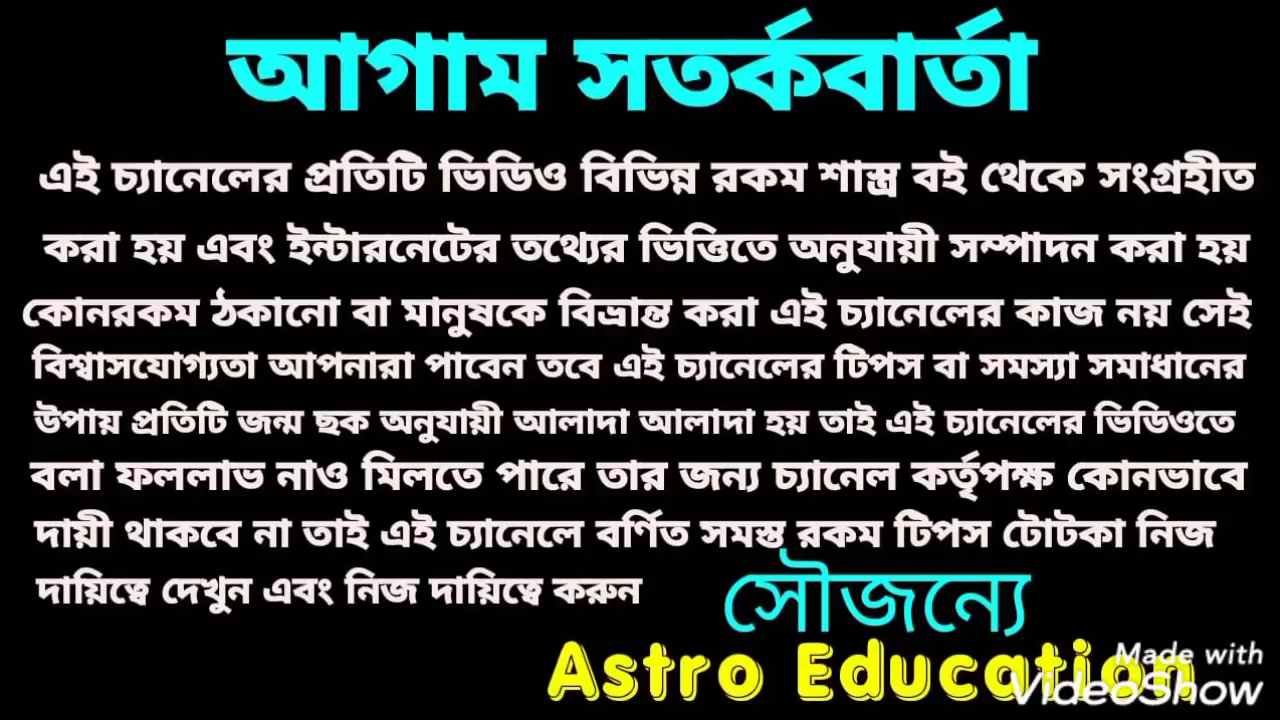 আগাম সতর্কবার্তা
এই চ্যানেলের প্রতিটি ভিডিও বিভিন্ন রকম শাস্ত্র বই থেকে সংগ্রহীত
করা হয় এবং ইন্টারনেটের তথ্যের ভিত্তিতে অনুযায়ী সম্পাদন করা হয়
কোনরকম ঠকানো বা মানুষকে বিভ্রান্ত করা এই চ্যানেলের কাজ নয় সেই
বিশ্বাসযোগ্যতা আপনারা পাবেন তবে এই চ্যানেলের টিপস বা সমস্যা সমাধানের
উপায় প্রতিটি জন্ম ছক অনুযায়ী আলাদা আলাদা হয় তাই এই চ্যানেলের ভিডিওতে
বলা ফললাভ নাও মিলতে পারে তার জন্য চ্যানেল কর্তৃপক্ষ কোনভাবে
দায়ী থাকবে না তাই এই চ্যানেলে বর্ণিত সমস্ত রকম টিপস টোটকা নিজ
দায়িত্বে দেখুন এবং নিজ দায়িত্বে করুন
সৌজন্যে
Astro Education
Made with
VideoShow